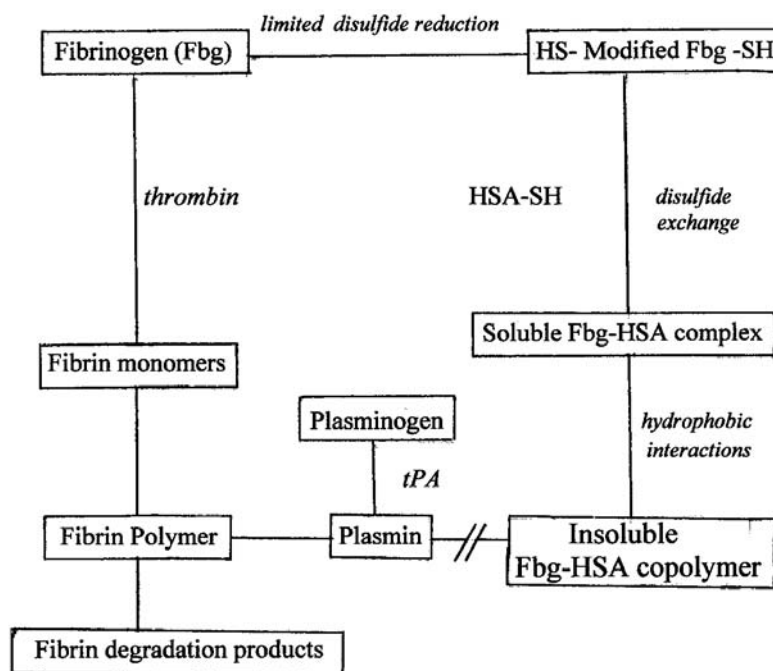 limited disulfide reduction
Fibrinogen (Fbg)
HS- Modified Fbg -SH
thrombin
HSA-SH
disulfide
exchange
Soluble Fbg-HSA complex
Fibrin monomers
Plasminogen
hydrophobic
interactions
tPA
Fibrin Polymer
Plasmin
Insoluble
Fbg-HSA copolymer
Fibrin degradation products